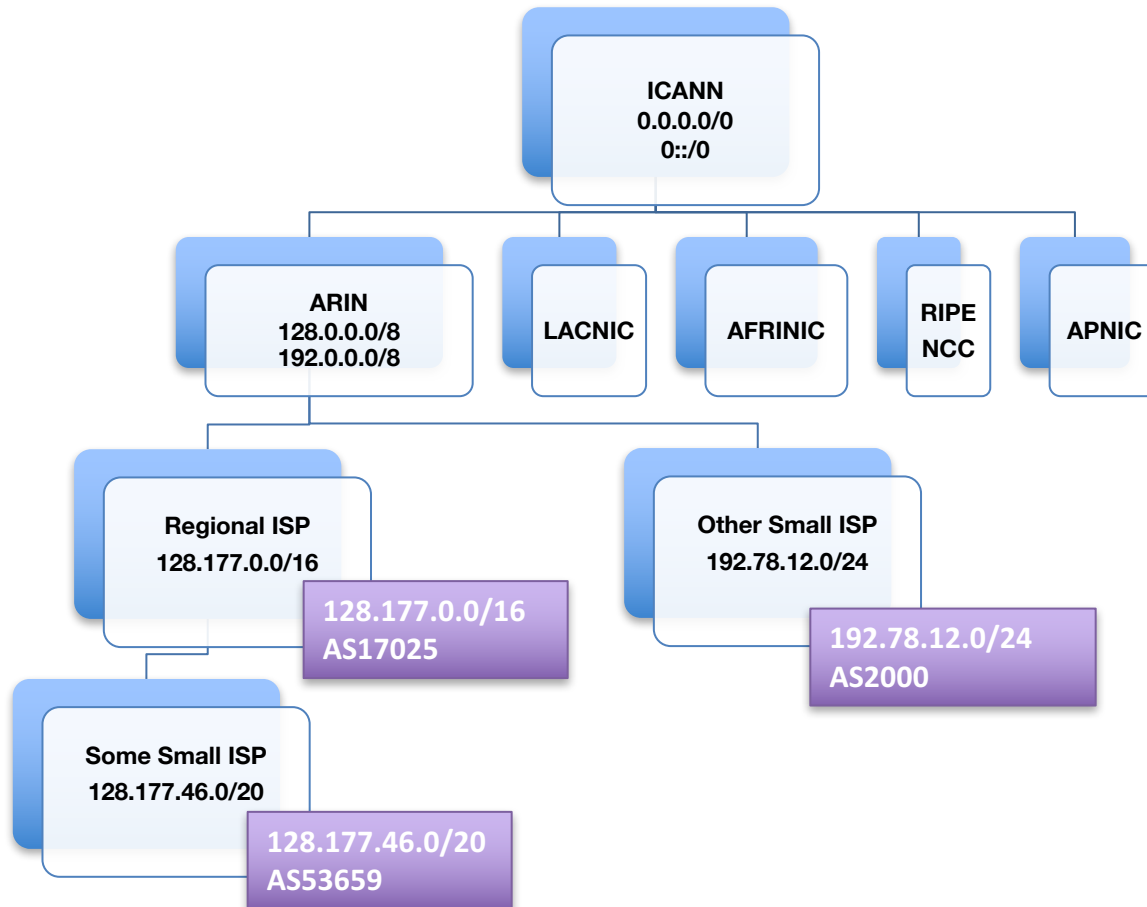 ICANN
0.0.0.0/0
0::/0
ARIN
128.0.0.0/8
192.0.0.0/8
LACNIC
AFRINIC
RIPE
NCC
APNIC
Regional ISP
128.177.0.0/16
128.177.0.0/16
AS17025
Other Small ISP
192.78.12.0/24
192.78.12.0/24
AS2000
Some Small ISP
128.177.46.0/20
128.177.46.0/20
AS53659